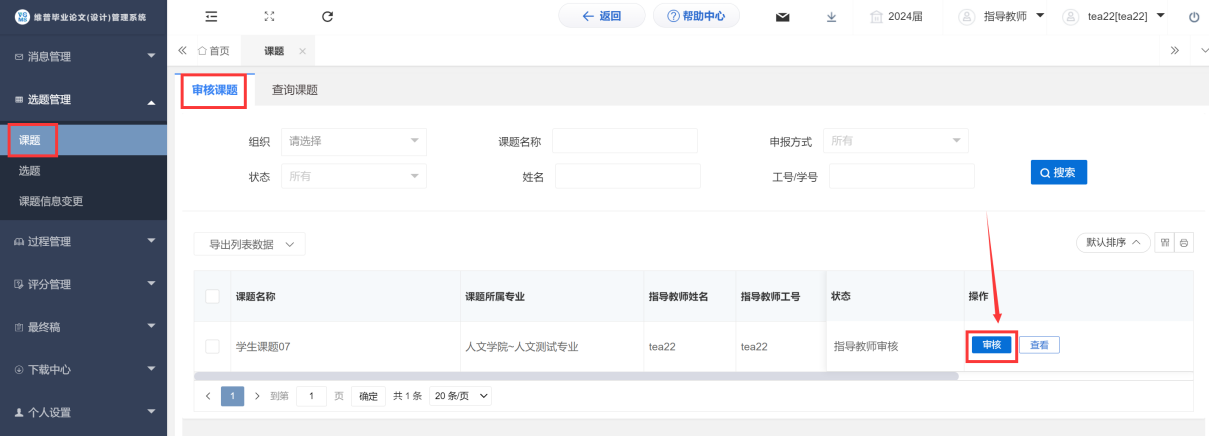 维普毕业论文(设计)管理系统
返回
帮助中心
2024届
指导教师
tea22[tea22]
消息管理
首页
课题
选题管理
审核课题
查询课题
课题
组织
请选择
课题名称
申报方式
所有
选题
状态
所有
姓名
工号/学号
搜索
课题信息变更
过程管理
导出列表数据
默认排序
评分管理
课题名称
课题所属专业
指导教师姓名
指导教师工号
状态
操作
最终稿
学生课题07
人文学院~人文测试专业
tea22
tea22
指导教师审核
审核
查看
下载中心
1
到第
1
页
确定
共 1 条
20 条/页
个人设置